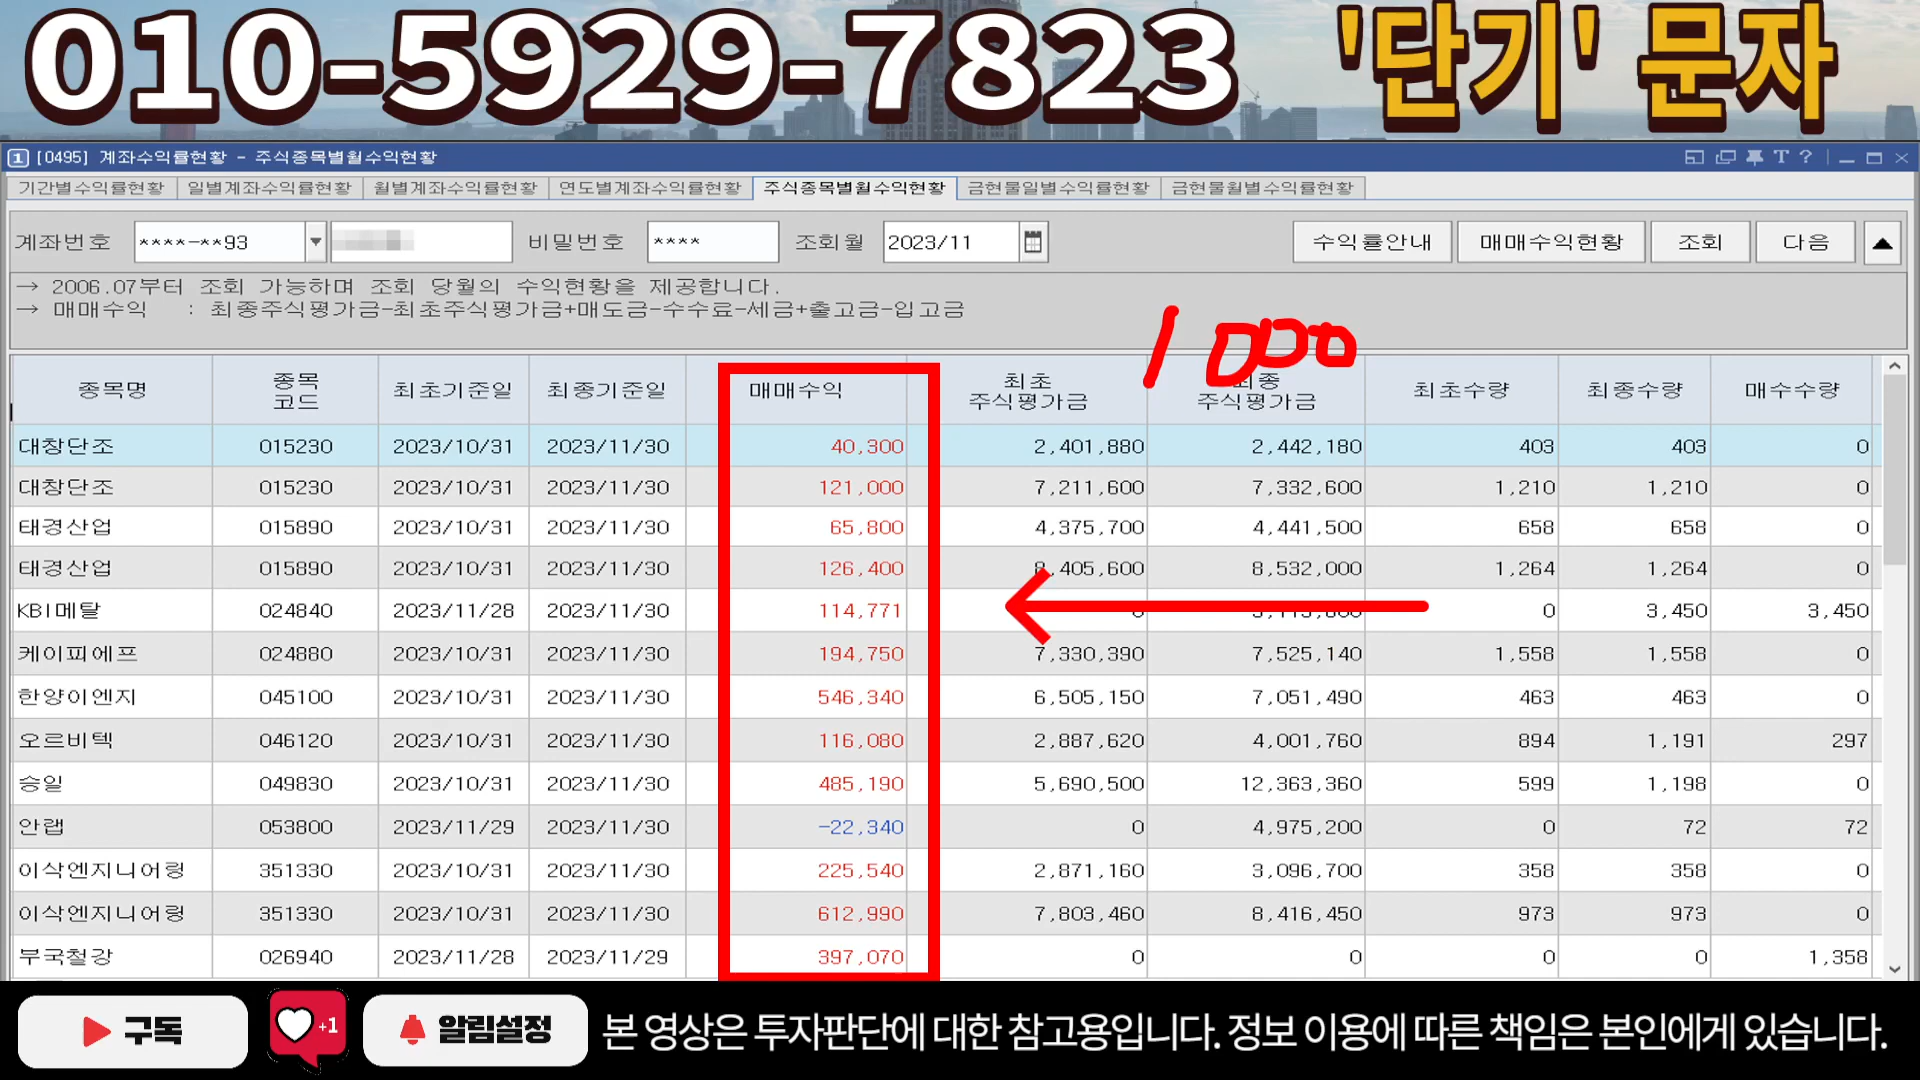 010-5929-7823 '단기' 문자
1 [0495] 계좌수익률현황 - 주식종목별월수익현황
기간별수익률현황 일별계좌수익률현황 월별계좌수익률현황 연도별계좌수익률현황 주식종목별월수익현황 금현물일별수익률현황 금현물월별수익률현황
계좌번호 ****-**93 비밀번호 **** 조회월 2023/11 수익률안내 매매수익현황 조회 다음
→ 2006.07부터 조회 가능하며 조회 당월의 수익현황을 제공합니다.
→ 매매수익 : 최종주식평가금-최초주식평가금+매도금-수수료-세금+출고금-입고금
1000
종목명 종목코드 최초기준일 최종기준일 매매수익 최초주식평가금 최종주식평가금 최초수량 최종수량 매수수량
대창단조 015230 2023/10/31 2023/11/30 40,300 2,401,880 2,442,180 403 403 0
대창단조 015230 2023/10/31 2023/11/30 121,000 7,211,600 7,332,600 1,210 1,210 0
태경산업 015890 2023/10/31 2023/11/30 65,800 4,375,700 4,441,500 658 658 0
태경산업 015890 2023/10/31 2023/11/30 126,400 8,405,600 8,532,000 1,264 1,264 0
KBI메탈 024840 2023/11/28 2023/11/30 114,771 0 0 3,450 3,450
케이피에프 024880 2023/10/31 2023/11/30 194,750 7,330,390 7,525,140 1,558 1,558 0
한양이엔지 045100 2023/10/31 2023/11/30 546,340 6,505,150 7,051,490 463 463 0
오르비텍 046120 2023/10/31 2023/11/30 116,080 2,887,620 4,001,760 894 1,191 297
승일 049830 2023/10/31 2023/11/30 485,190 5,690,500 12,363,360 599 1,198 0
안랩 053800 2023/11/29 2023/11/30 -22,340 0 4,975,200 0 72 72
이삭엔지니어링 351330 2023/10/31 2023/11/30 225,540 2,871,160 3,096,700 358 358 0
이삭엔지니어링 351330 2023/10/31 2023/11/30 612,990 7,803,460 8,416,450 973 973 0
부국철강 026940 2023/11/28 2023/11/29 397,070 0 0 0 0 1,358
구독 +1 알림설정 본 영상은 투자판단에 대한 참고용입니다. 정보 이용에 따른 책임은 본인에게 있습니다.